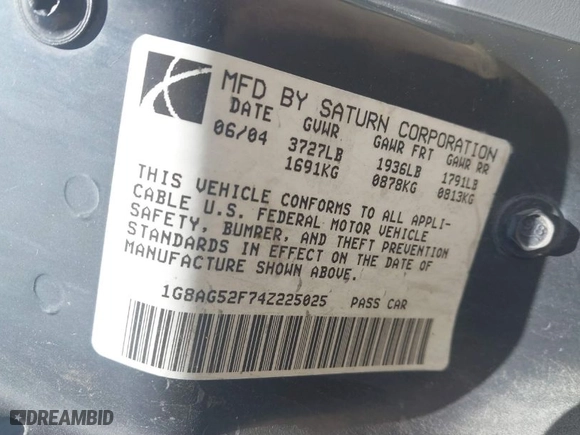 MFD BY SATURN CORPORATION
DATE GVWR GAWR FRT GAWR RR
06/04 3727LB 1936LB 1791LB
1691KG 0878KG 0813KG
THIS VEHICLE CONFORMS TO ALL APPLI-
CABLE U.S. FEDERAL MOTOR VEHICLE
SAFETY, BUMPER, AND THEFT PREVENTION
STANDARDS IN EFFECT ON THE DATE OF
MANUFACTURE SHOWN ABOVE.
1G8AG52F74Z225025 PASS CAR
DREAMBID